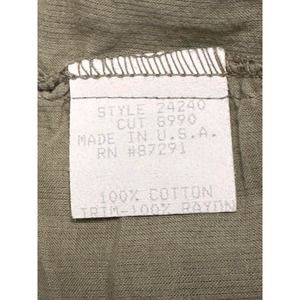 STYLE 24240
CUT 8990
MADE IN U.S.A.
RN #87291
100% COTTON
TRIM-100% RAYON